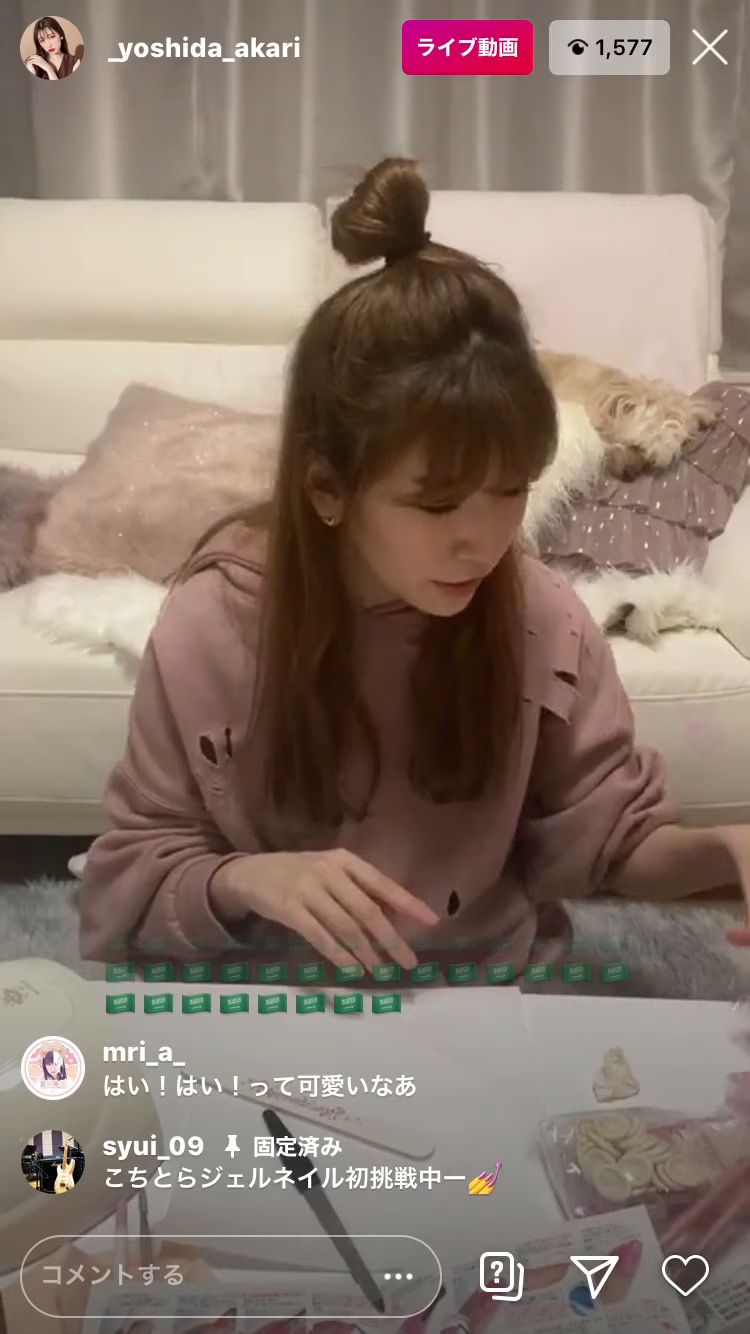 _yoshida_akari
ライブ動画
1,577
mri_a_
はい！はい！って可愛いなあ
syui_09 固定済み
こちとらジェルネイル初挑戦中ー💅
コメントする